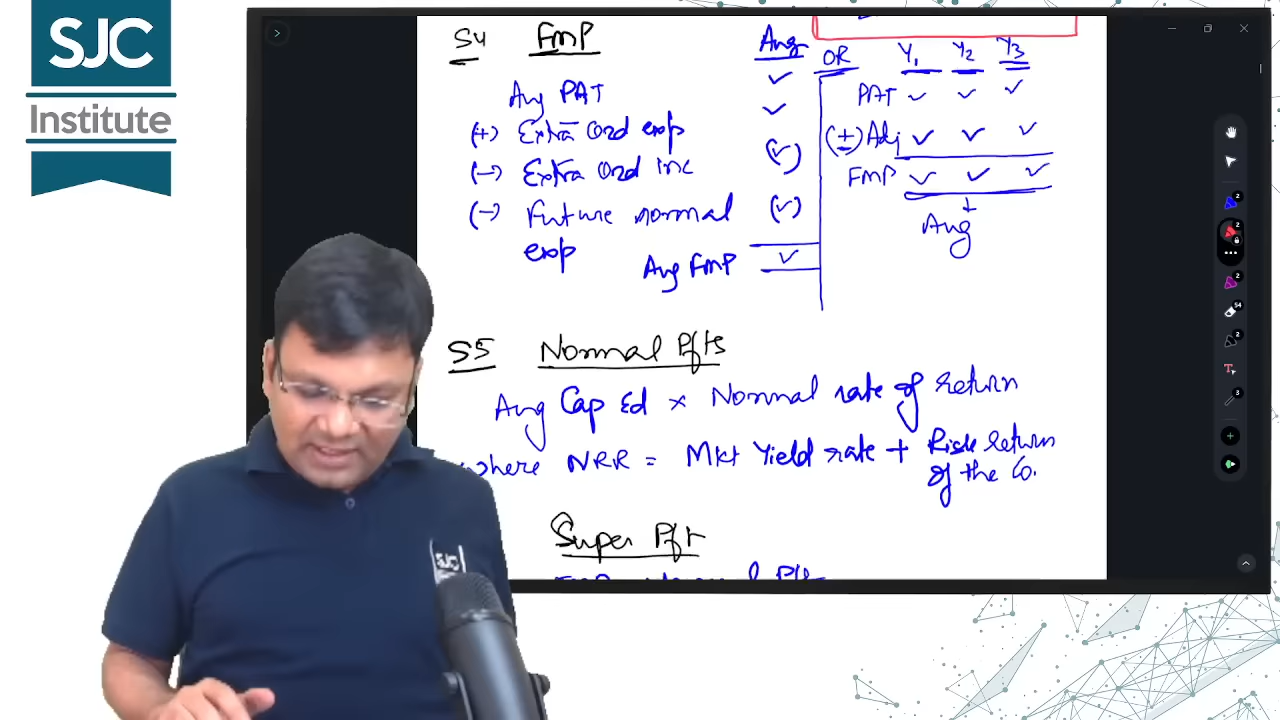 SJC
Institute
S4 FMP
Avg
OR Y1 Y2 Y3
Avg PAT ✓
PAT ✓ ✓ ✓
(+) Extra ord exp ✓
(±) Adj ✓ ✓ ✓
(-) Extra ord inc (✓)
FMP ✓ ✓ ✓
(-) Future normal (✓)
exp
Avg
Avg FMP ✓
S5 Normal Pfts
Avg Cap Ed × Normal rate of return
where NRR = Mkt Yield rate + Risk return
of the Co.
Super Pft
SJC